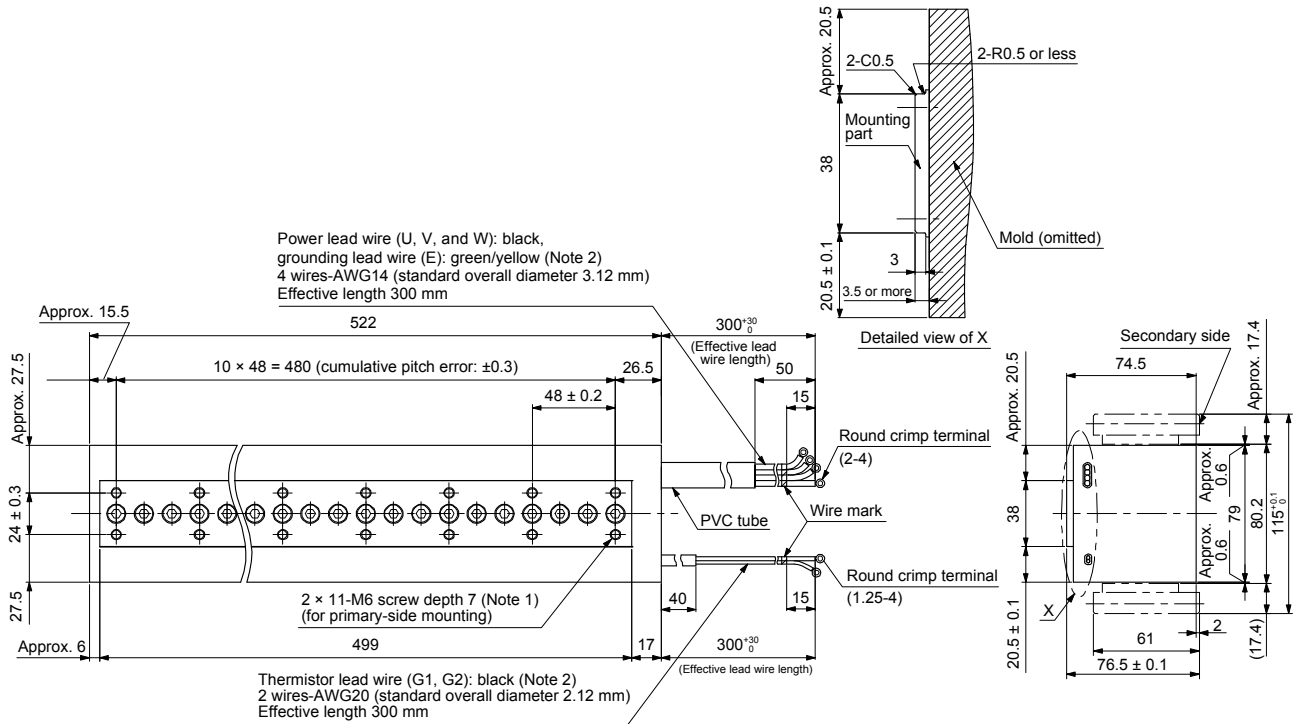 Approx. 20.5
2-C0.5
2-R0.5 or less
Mounting
part
38
Mold (omitted)
20.5 ± 0.1
3
3.5 or more
Detailed view of X
Power lead wire (U, V, and W): black,
grounding lead wire (E): green/yellow (Note 2)
4 wires-AWG14 (standard overall diameter 3.12 mm)
Effective length 300 mm
Approx. 15.5
522
300 +30 0
(Effective lead
wire length)
10 × 48 = 480 (cumulative pitch error: ±0.3)
26.5
50
48 ± 0.2
15
Approx. 27.5
24 ± 0.3
27.5
Round crimp terminal
(2-4)
PVC tube
Wire mark
Round crimp terminal
(1.25-4)
2 × 11-M6 screw depth 7 (Note 1)
(for primary-side mounting)
40
15
Approx. 6
499
17
300 +30 0
(Effective lead wire length)
Thermistor lead wire (G1, G2): black (Note 2)
2 wires-AWG20 (standard overall diameter 2.12 mm)
Effective length 300 mm
Secondary side
74.5
Approx. 17.4
Approx. 20.5
38
20.5 ± 0.1
Approx.
0.6
Approx.
0.6
79
80.2
115 +0.1 0
X
2
61
(17.4)
76.5 ± 0.1